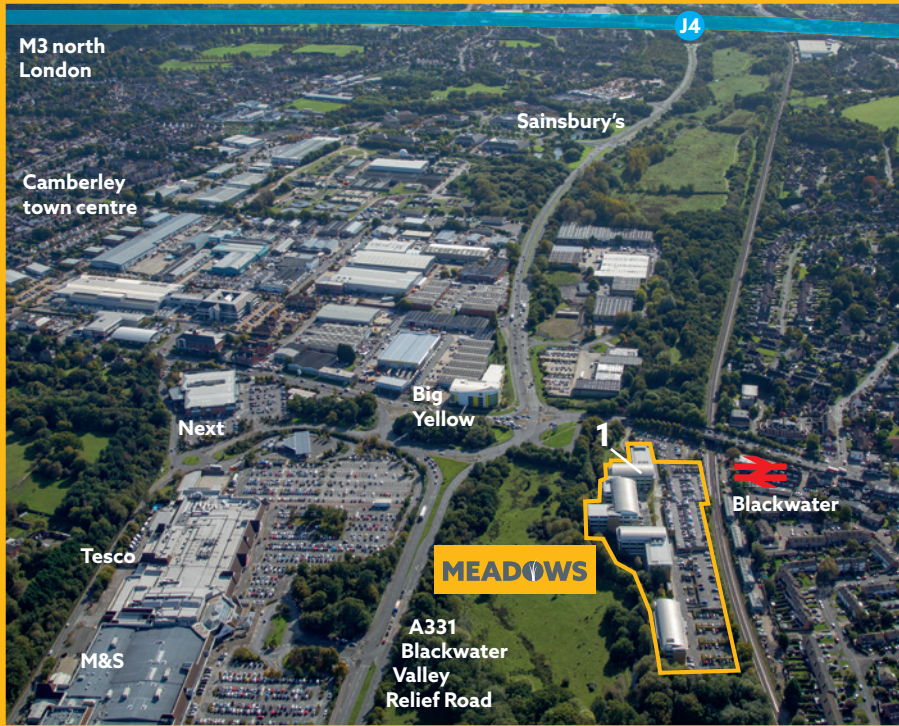 J4
M3 north
London
Sainsbury's
Camberley
town centre
Big
Yellow
Next
1
Blackwater
Tesco
MEADOWS
A331
Blackwater
Valley
Relief Road
M&S